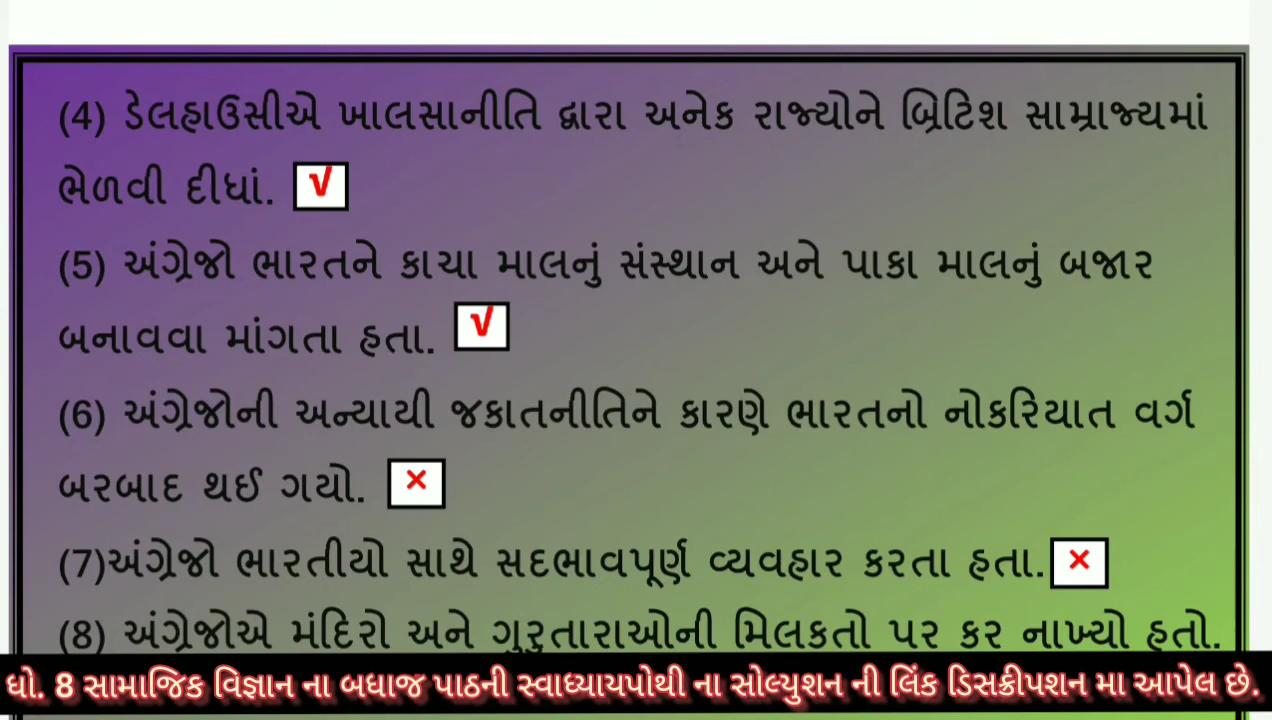 (4) ડેલહાઉસીએ ખાલસાનીતિ દ્વારા અનેક રાજ્યોને બ્રિટિશ સામ્રાજ્યમાં
ભેળવી દીધાં. √
(5) અંગ્રેજો ભારતને કાચા માલનું સંસ્થાન અને પાકા માલનું બજાર
બનાવવા માંગતા હતા. √
(6) અંગ્રેજોની અન્યાયી જકાતનીતિને કારણે ભારતનો નોકરિયાત વર્ગ
બરબાદ થઈ ગયો. ×
(7)અંગ્રેજો ભારતીયો સાથે સદભાવપૂર્ણ વ્યવહાર કરતા હતા. ×
(8) અંગ્રેજોએ મંદિરો અને ગુરુતારાઓની મિલકતો પર કર નાખ્યો હતો.
ધો. 8 સામાજિક વિજ્ઞાન ના બધાજ પાઠની સ્વાધ્યાયપોથી ના સોલ્યુશન ની લિંક ડિસક્રીપશન મા આપેલ છે.